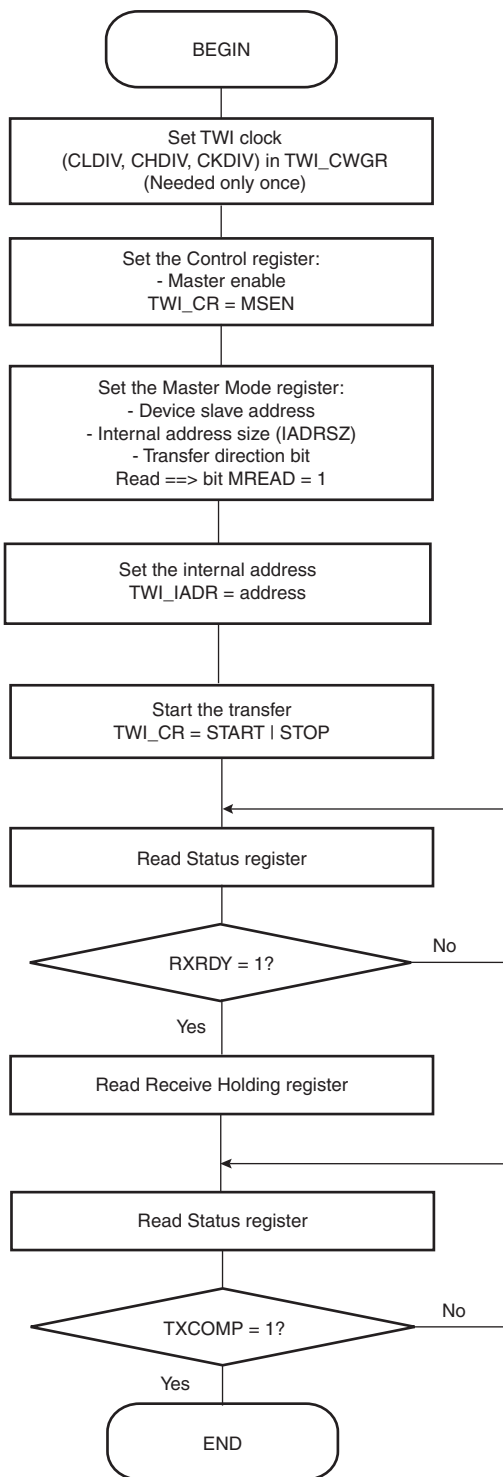 BEGIN
Set TWI clock
(CLDIV, CHDIV, CKDIV) in TWI_CWGR
(Needed only once)
Set the Control register:
- Master enable
TWI_CR = MSEN
Set the Master Mode register:
- Device slave address
- Internal address size (IADRSZ)
- Transfer direction bit
Read ==> bit MREAD = 1
Set the internal address
TWI_IADR = address
Start the transfer
TWI_CR = START | STOP
Read Status register
RXRDY = 1?
No
Yes
Read Receive Holding register
Read Status register
TXCOMP = 1?
No
Yes
END